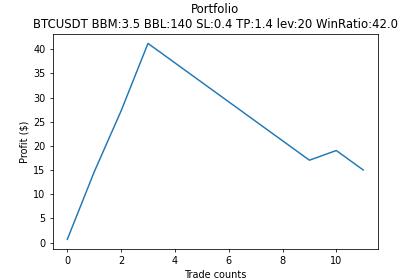 Portfolio
BTCUSDT BBM:3.5 BBL:140 SL:0.4 TP:1.4 lev:20 WinRatio:42.0
40
35
30
25
20
15
10
5
0
Profit ($)
0 2 4 6 8 10
Trade counts